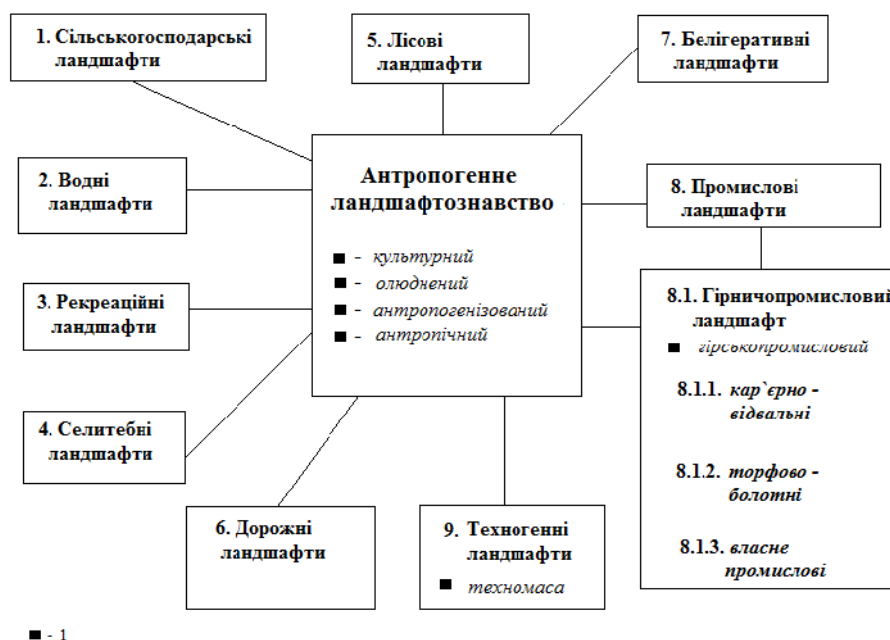 1. Сільськогосподарські
ландшафти
5. Лісові
ландшафти
7. Белігеративні
ландшафти
2. Водні
ландшафти
Антропогенне
ландшафтознавство
■ - культурний
■ - олюднений
■ - антропогенізований
■ - антропічний
8. Промислові
ландшафти
3. Рекреаційні
ландшафти
8.1. Гірничопромисловий
ландшафт
■ гірськопромисловий
8.1.1. кар`єрно -
відвальні
8.1.2. торфово -
болотні
8.1.3. власне
промислові
4. Селитебні
ландшафти
6. Дорожні
ландшафти
9. Техногенні
ландшафти
■ техномаса
■ - 1